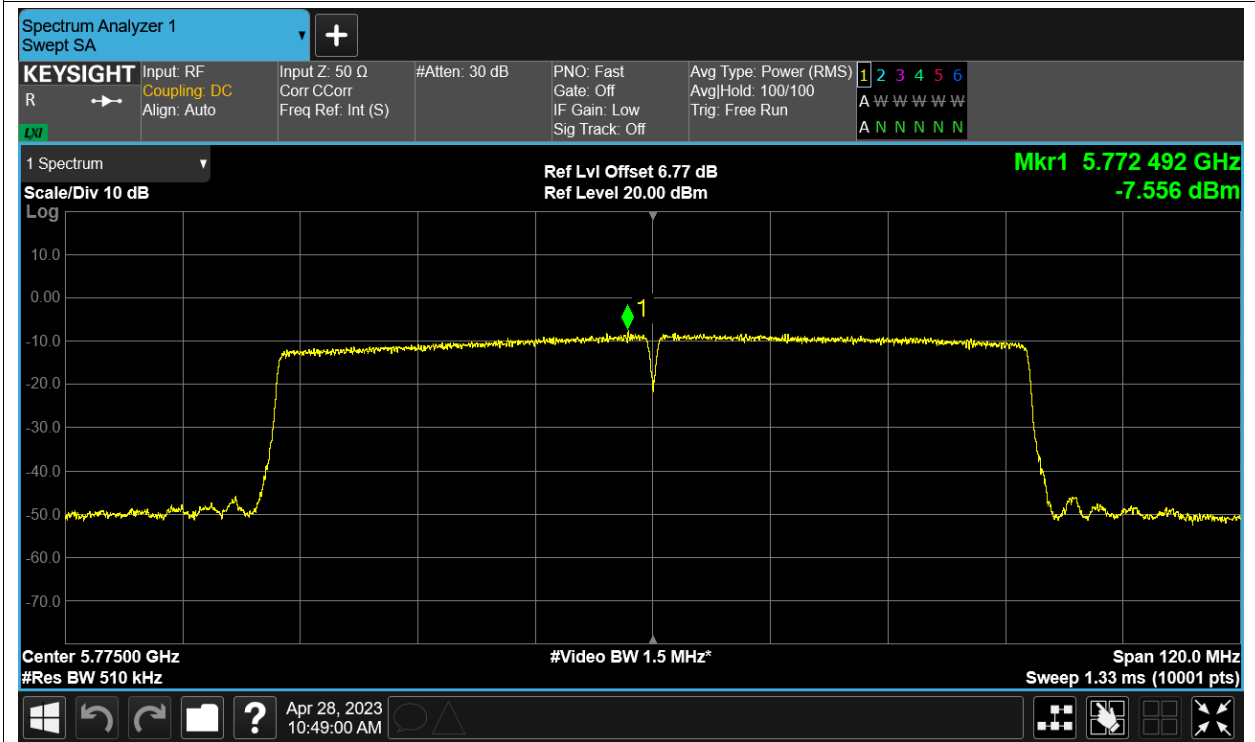 Spectrum Analyzer 1
Swept SA
+
KEYSIGHT
R
LXI
Input: RF
Coupling: DC
Align: Auto
Input Z: 50 Ω
Corr CCorr
Freq Ref: Int (S)
#Atten: 30 dB
PNO: Fast
Gate: Off
IF Gain: Low
Sig Track: Off
Avg Type: Power (RMS)
Avg|Hold: 100/100
Trig: Free Run
1 2 3 4 5 6
A W W W W W
A N N N N N
1 Spectrum
Scale/Div 10 dB
Log
Ref Lvl Offset 6.77 dB
Ref Level 20.00 dBm
Mkr1 5.772 492 GHz
-7.556 dBm
10.0
0.00
-10.0
-20.0
-30.0
-40.0
-50.0
-60.0
-70.0
1
Center 5.77500 GHz
#Res BW 510 kHz
#Video BW 1.5 MHz*
Span 120.0 MHz
Sweep 1.33 ms (10001 pts)
?
Apr 28, 2023
10:49:00 AM